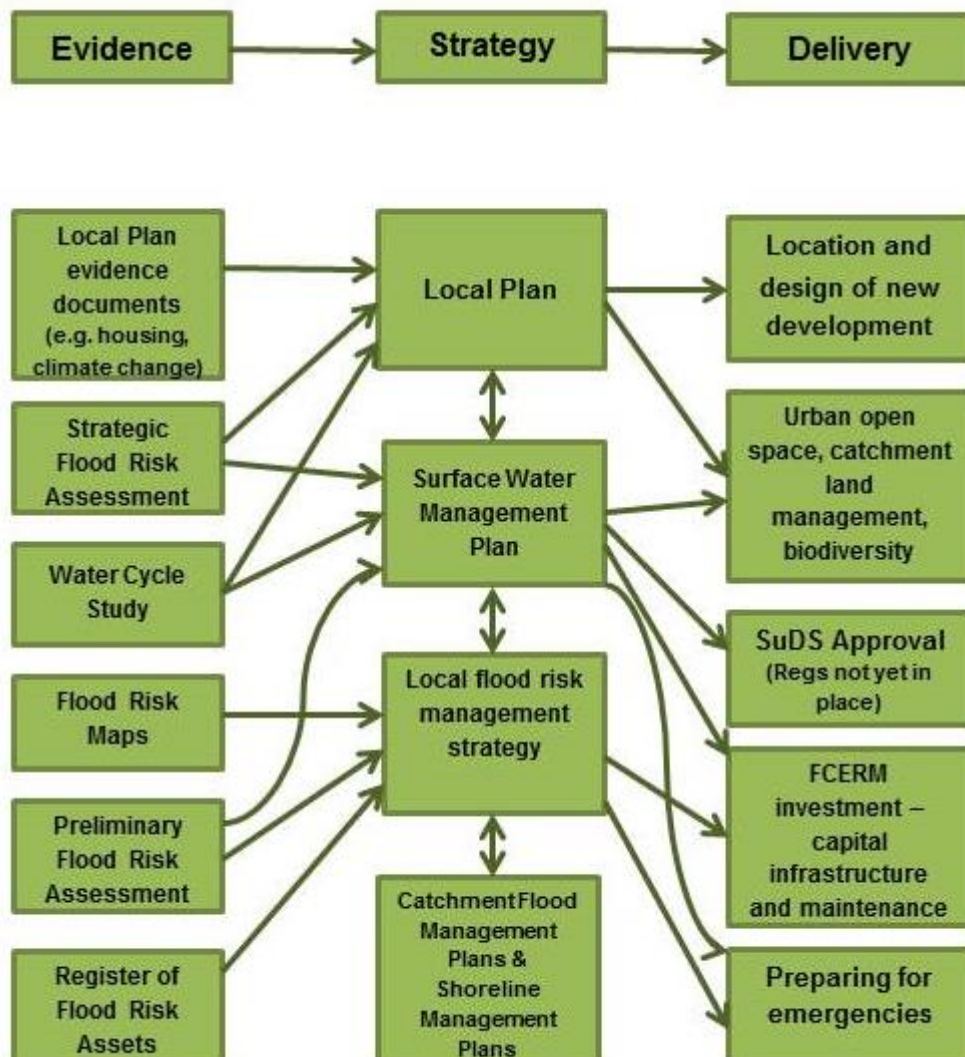 Evidence
Strategy
Delivery
Local Plan
evidence
documents
(e.g. housing,
climate change)
Strategic
Flood Risk
Assessment
Water Cycle
Study
Flood Risk
Maps
Preliminary
Flood Risk
Assessment
Register of
Flood Risk
Assets
Local Plan
Surface Water
Management
Plan
Local flood risk
management
strategy
Catchment Flood
Management
Plans &
Shoreline
Management
Plans
Location and
design of new
development
Urban open
space, catchment
land
management,
biodiversity
SuDS Approval
(Regs not yet in
place)
FCERM
investment –
capital
infrastructure
and maintenance
Preparing for
emergencies